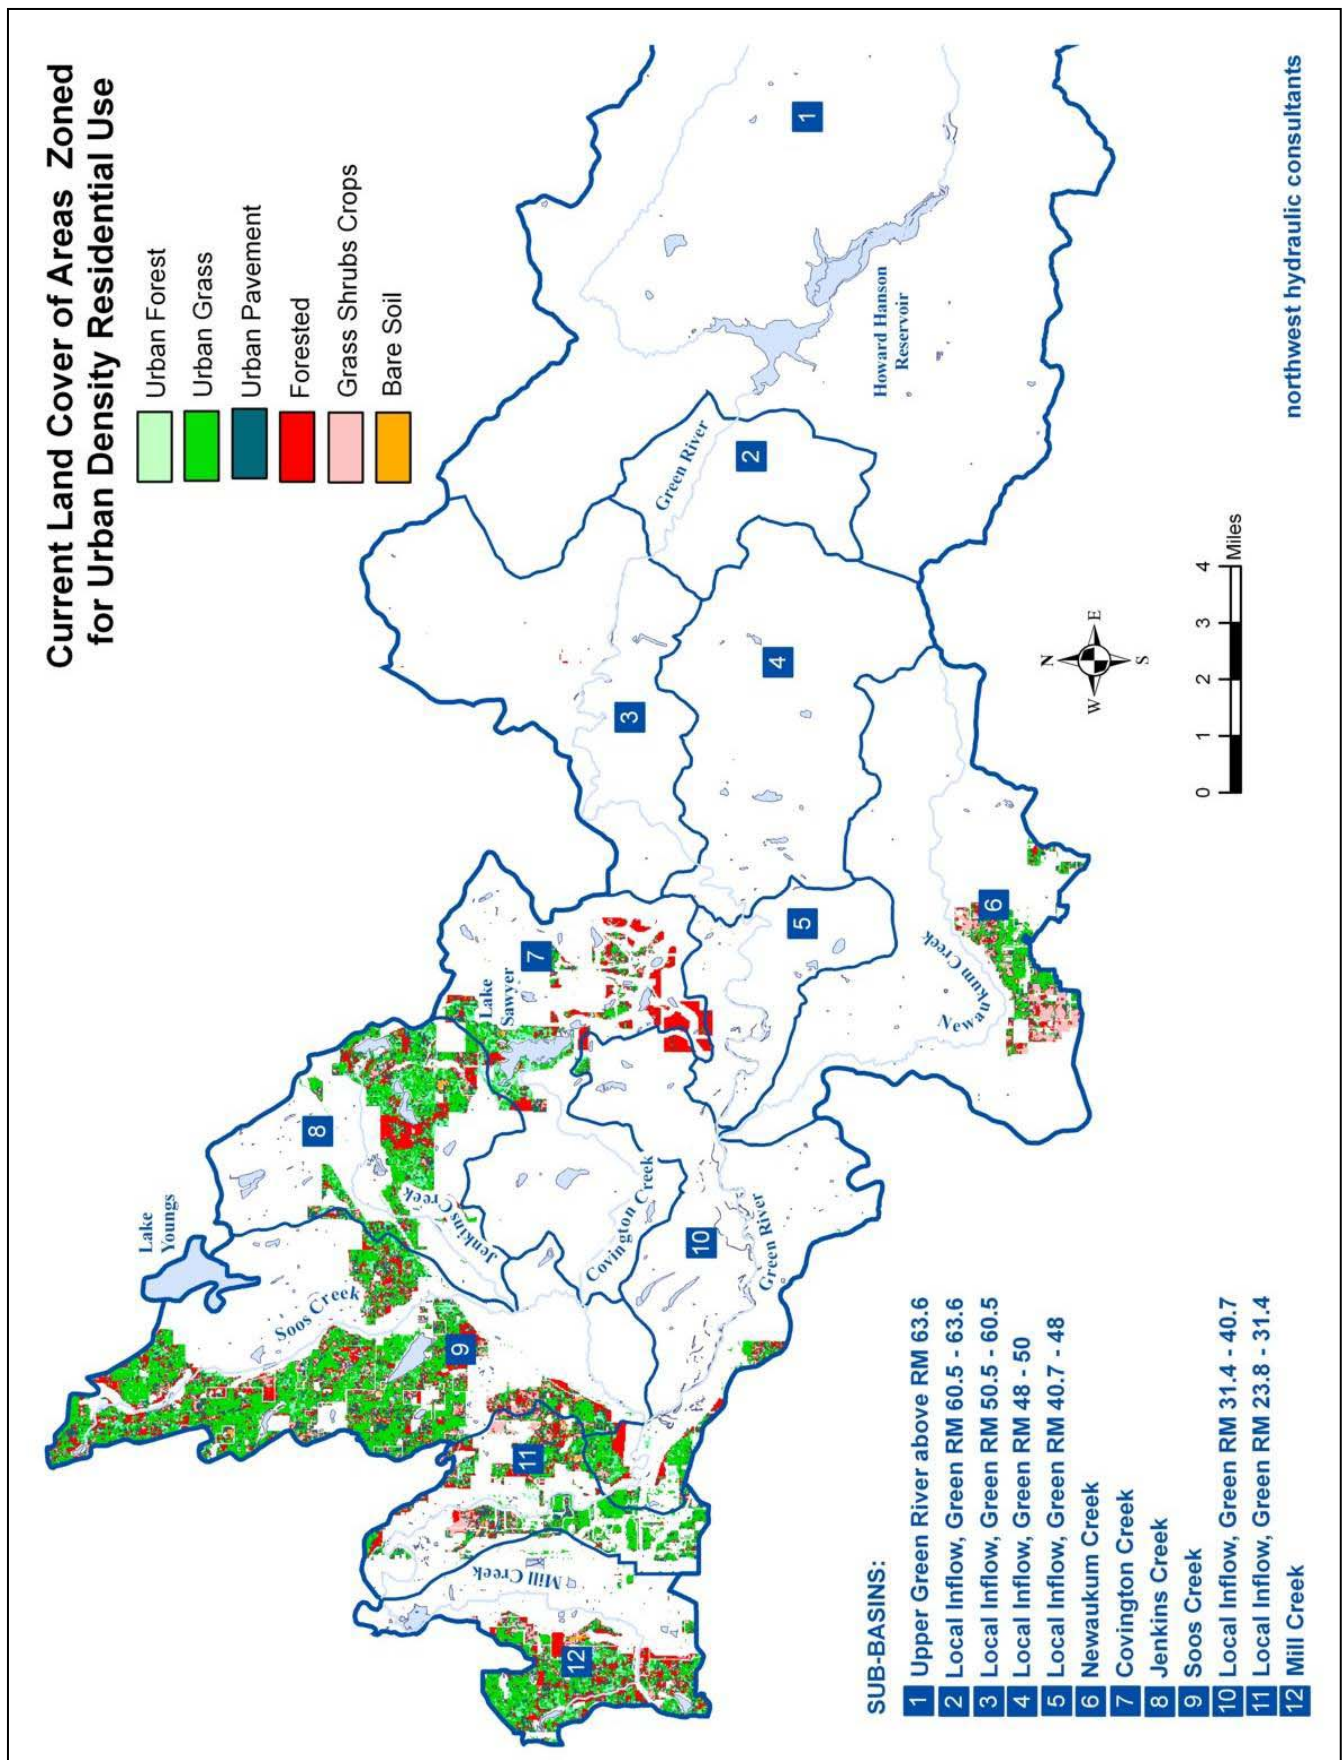 Current Land Cover of Areas Zoned
for Urban Density Residential Use
Urban Forest
Urban Grass
Urban Pavement
Forested
Grass Shrubs Crops
Bare Soil
Lake
Youngs
Soos Creek
Jenkins Creek
Lake
Sawyer
Covington Creek
Green River
Green River
Mill Creek
Newaukum Creek
Howard Hanson
Reservoir
1
2
3
4
5
6
7
8
9
10
11
12
N
W
E
S
0 1 2 3 4
Miles
SUB-BASINS:
1 Upper Green River above RM 63.6
2 Local Inflow, Green RM 60.5 - 63.6
3 Local Inflow, Green RM 50.5 - 60.5
4 Local Inflow, Green RM 48 - 50
5 Local Inflow, Green RM 40.7 - 48
6 Newaukum Creek
7 Covington Creek
8 Jenkins Creek
9 Soos Creek
10 Local Inflow, Green RM 31.4 - 40.7
11 Local Inflow, Green RM 23.8 - 31.4
12 Mill Creek
northwest hydraulic consultants